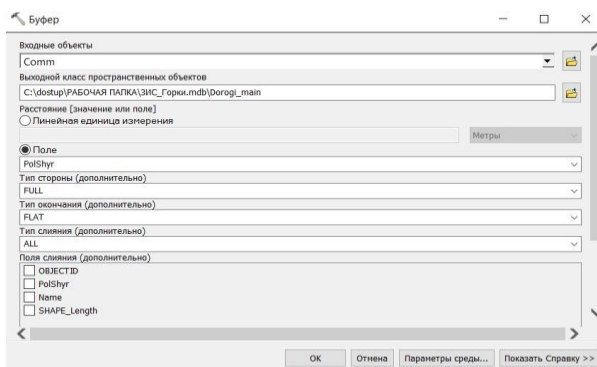 Буфер
Входные объекты
Comm
Выходной класс пространственных объектов
C:\dostup\РАБОЧАЯ ПАПКА\ЗИС_Горки.mdb\Dorogi_main
Расстояние [значение или поле]
Линейная единица измерения
Метры
Поле
PolShyr
Тип стороны (дополнительно)
FULL
Тип окончания (дополнительно)
FLAT
Тип слияния (дополнительно)
ALL
Поля слияния (дополнительно)
OBJECTID
PolShyr
Name
SHAPE_Length
ОК Отмена Параметры среды... Показать Справку >>